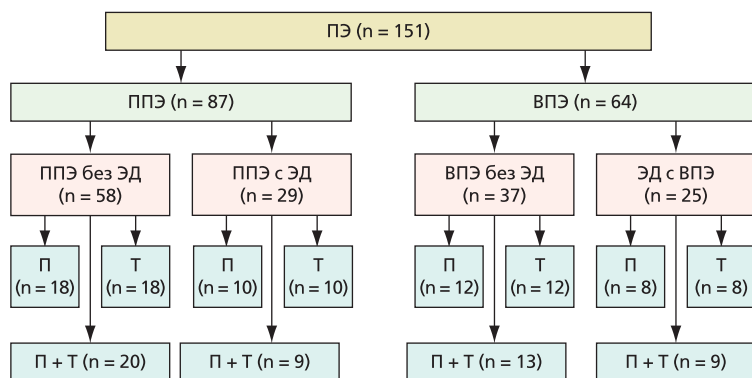 ПЭ (n = 151)
ППЭ (n = 87)
ВПЭ (n = 64)
ППЭ без ЭД
(n = 58)
ППЭ с ЭД
(n = 29)
ВПЭ без ЭД
(n = 37)
ЭД с ВПЭ
(n = 25)
П
(n = 18)
Т
(n = 18)
П
(n = 10)
Т
(n = 10)
П
(n = 12)
Т
(n = 12)
П
(n = 8)
Т
(n = 8)
П + Т (n = 20)
П + Т (n = 9)
П + Т (n = 13)
П + Т (n = 9)